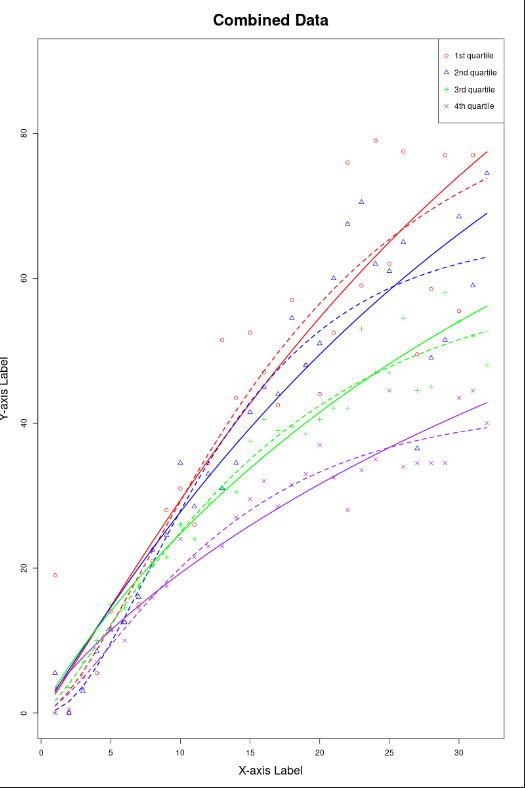 Combined Data
1st quartile
2nd quartile
3rd quartile
4th quartile
80
60
40
20
0
Y-axis Label
0 5 10 15 20 25 30
X-axis Label